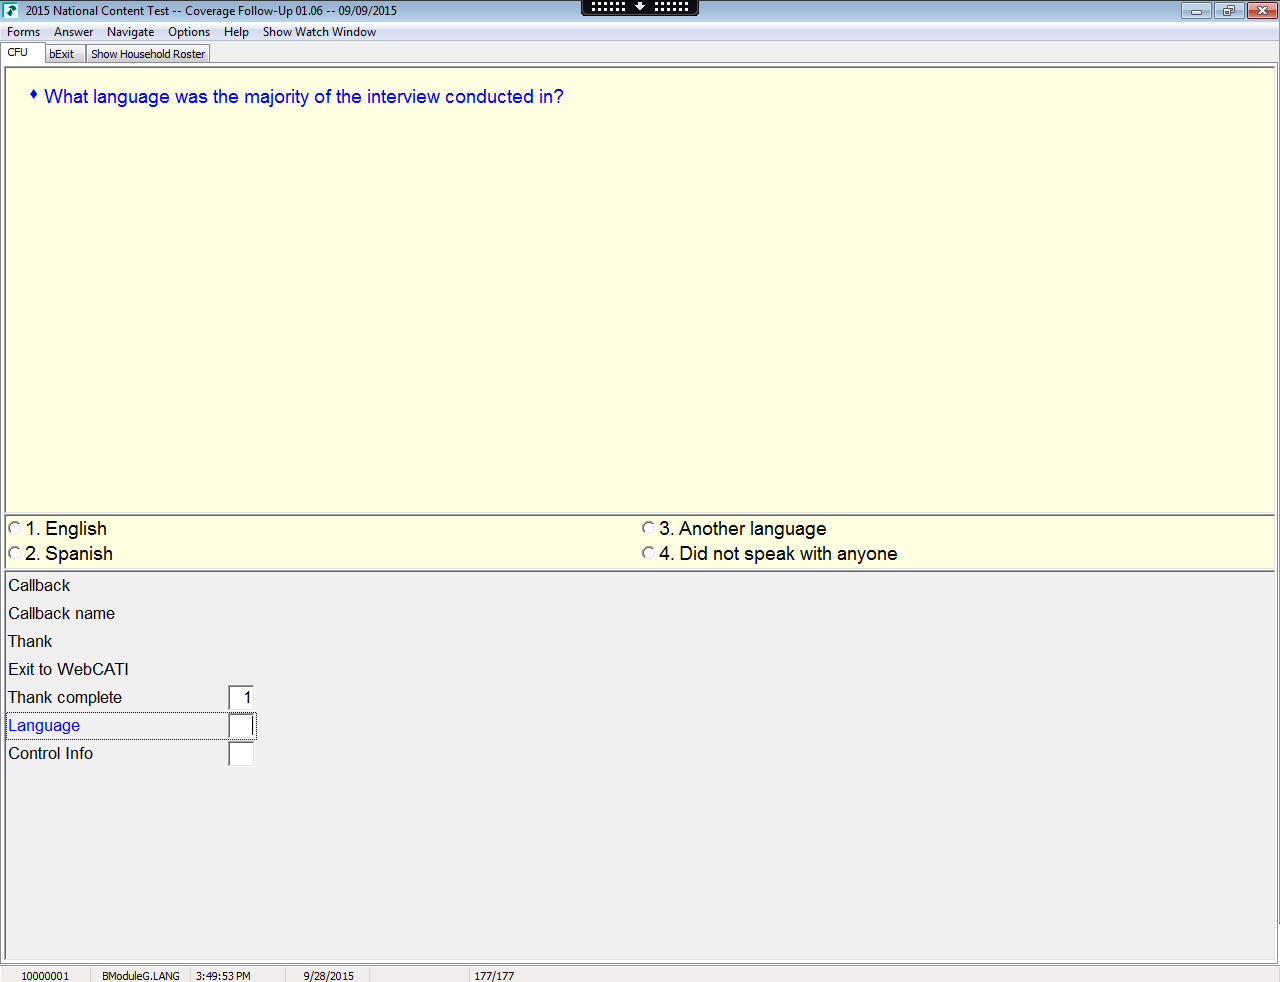 2015 National Content Test -- Coverage Follow-Up 01.06 -- 09/09/2015
Forms Answer Navigate Options Help Show Watch Window
CFU bExit Show Household Roster
♦ What language was the majority of the interview conducted in?
1. English 3. Another language
2. Spanish 4. Did not speak with anyone
Callback
Callback name
Thank
Exit to WebCATI
Thank complete 1
Language
Control Info
10000001 BModuleG.LANG 3:49:53 PM 9/28/2015 177/177